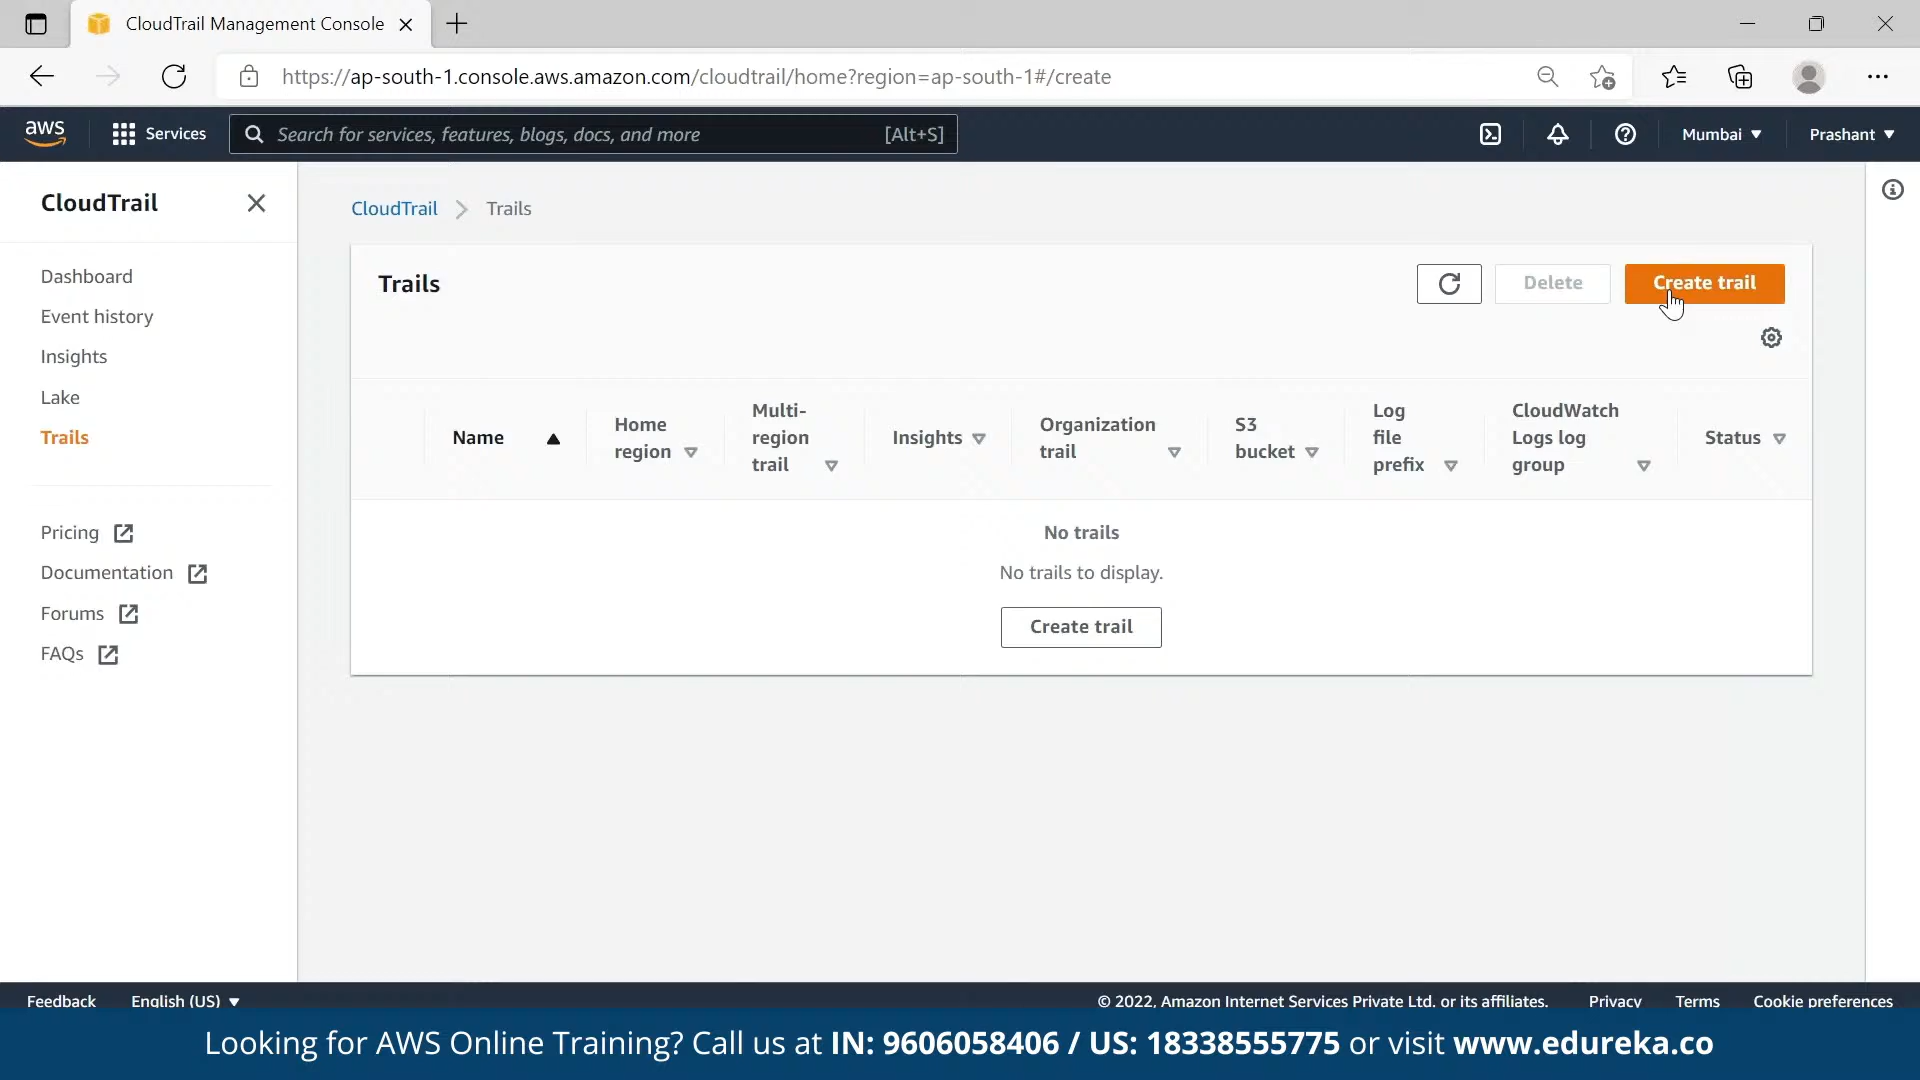 CloudTrail Management Console
https://ap-south-1.console.aws.amazon.com/cloudtrail/home?region=ap-south-1#/create
aws
Services
Search for services, features, blogs, docs, and more
[Alt+S]
Mumbai
Prashant
CloudTrail
Dashboard
Event history
Insights
Lake
Trails
Pricing
Documentation
Forums
FAQs
CloudTrail
Trails
Trails
Delete
Create trail
Name
Home
region
Multi-
region
trail
Insights
Organization
trail
S3
bucket
Log
file
prefix
CloudWatch
Logs log
group
Status
No trails
No trails to display.
Create trail
Feedback
English (US)
© 2022, Amazon Internet Services Private Ltd. or its affiliates.
Privacy
Terms
Cookie preferences
Looking for AWS Online Training? Call us at IN: 9606058406 / US: 18338555775 or visit www.edureka.co